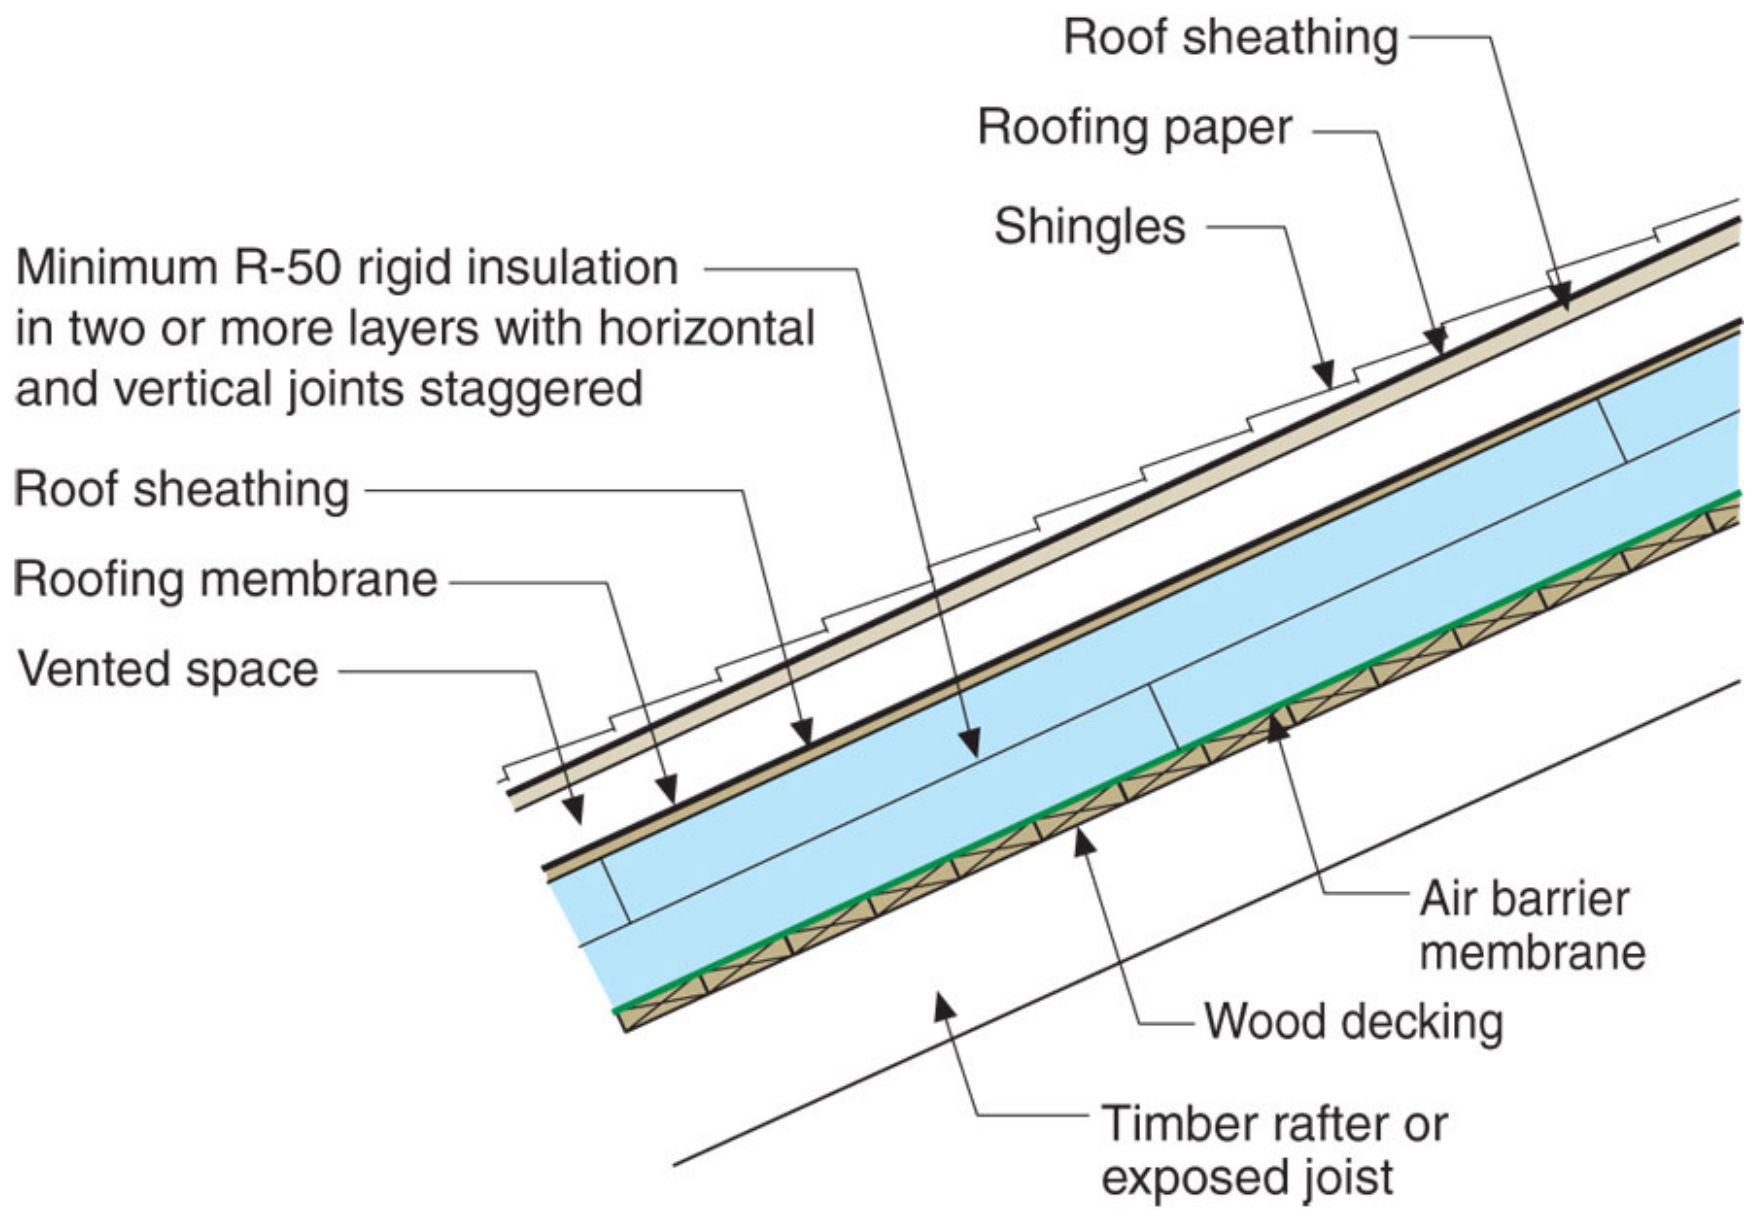 Roof sheathing
Roofing paper
Shingles
Minimum R-50 rigid insulation
in two or more layers with horizontal
and vertical joints staggered
Roof sheathing
Roofing membrane
Vented space
Air barrier
membrane
Wood decking
Timber rafter or
exposed joist